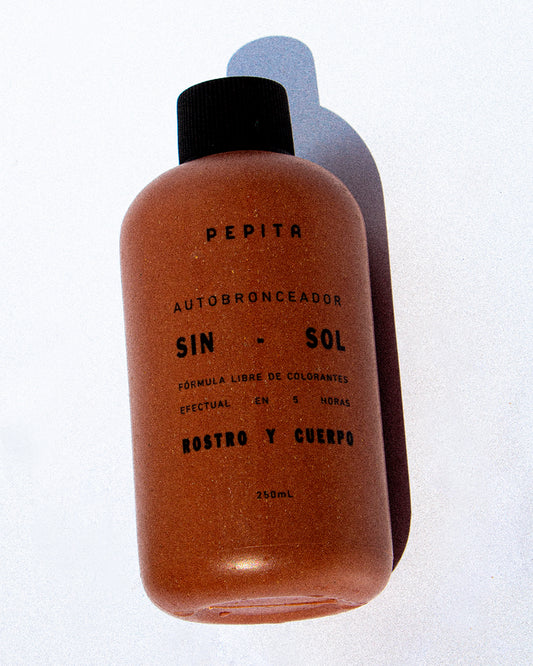 PEPITA
AUTOBRONCEADOR
SIN - SOL
FÓRMULA LIBRE DE COLORANTES
EFECTUAL EN 5 HORAS
ROSTRO Y CUERPO
250mL